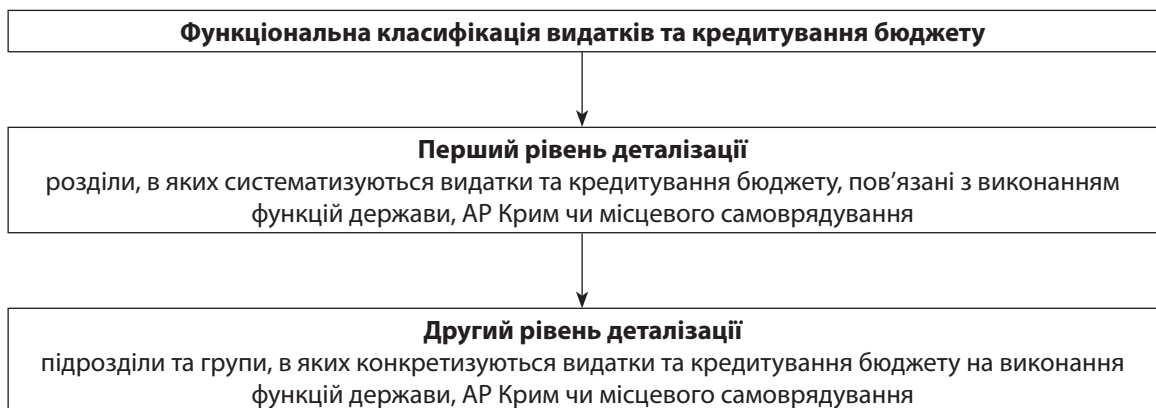 Функціональна класифікація видатків та кредитування бюджету
Перший рівень деталізації
розділи, в яких систематизуються видатки та кредитування бюджету, пов’язані з виконанням
функцій держави, АР Крим чи місцевого самоврядування
Другий рівень деталізації
підрозділи та групи, в яких конкретизуються видатки та кредитування бюджету на виконання
функцій держави, АР Крим чи місцевого самоврядування